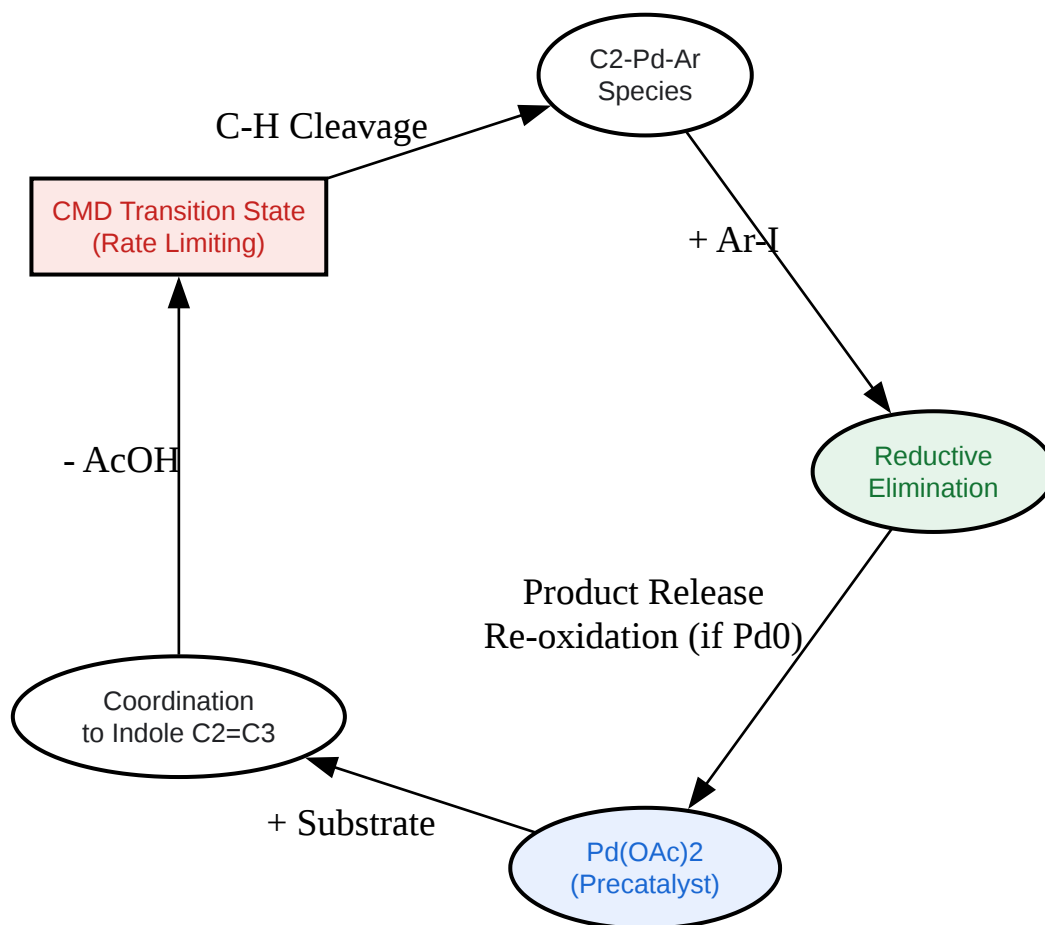 C2-Pd-Ar
Species
C-H Cleavage
CMD Transition State
(Rate Limiting)
+ Ar-I
- AcOH
Reductive
Elimination
Product Release
Re-oxidation (if Pd0)
Coordination
to Indole C2=C3
+ Substrate
Pd(OAc)2
(Precatalyst)